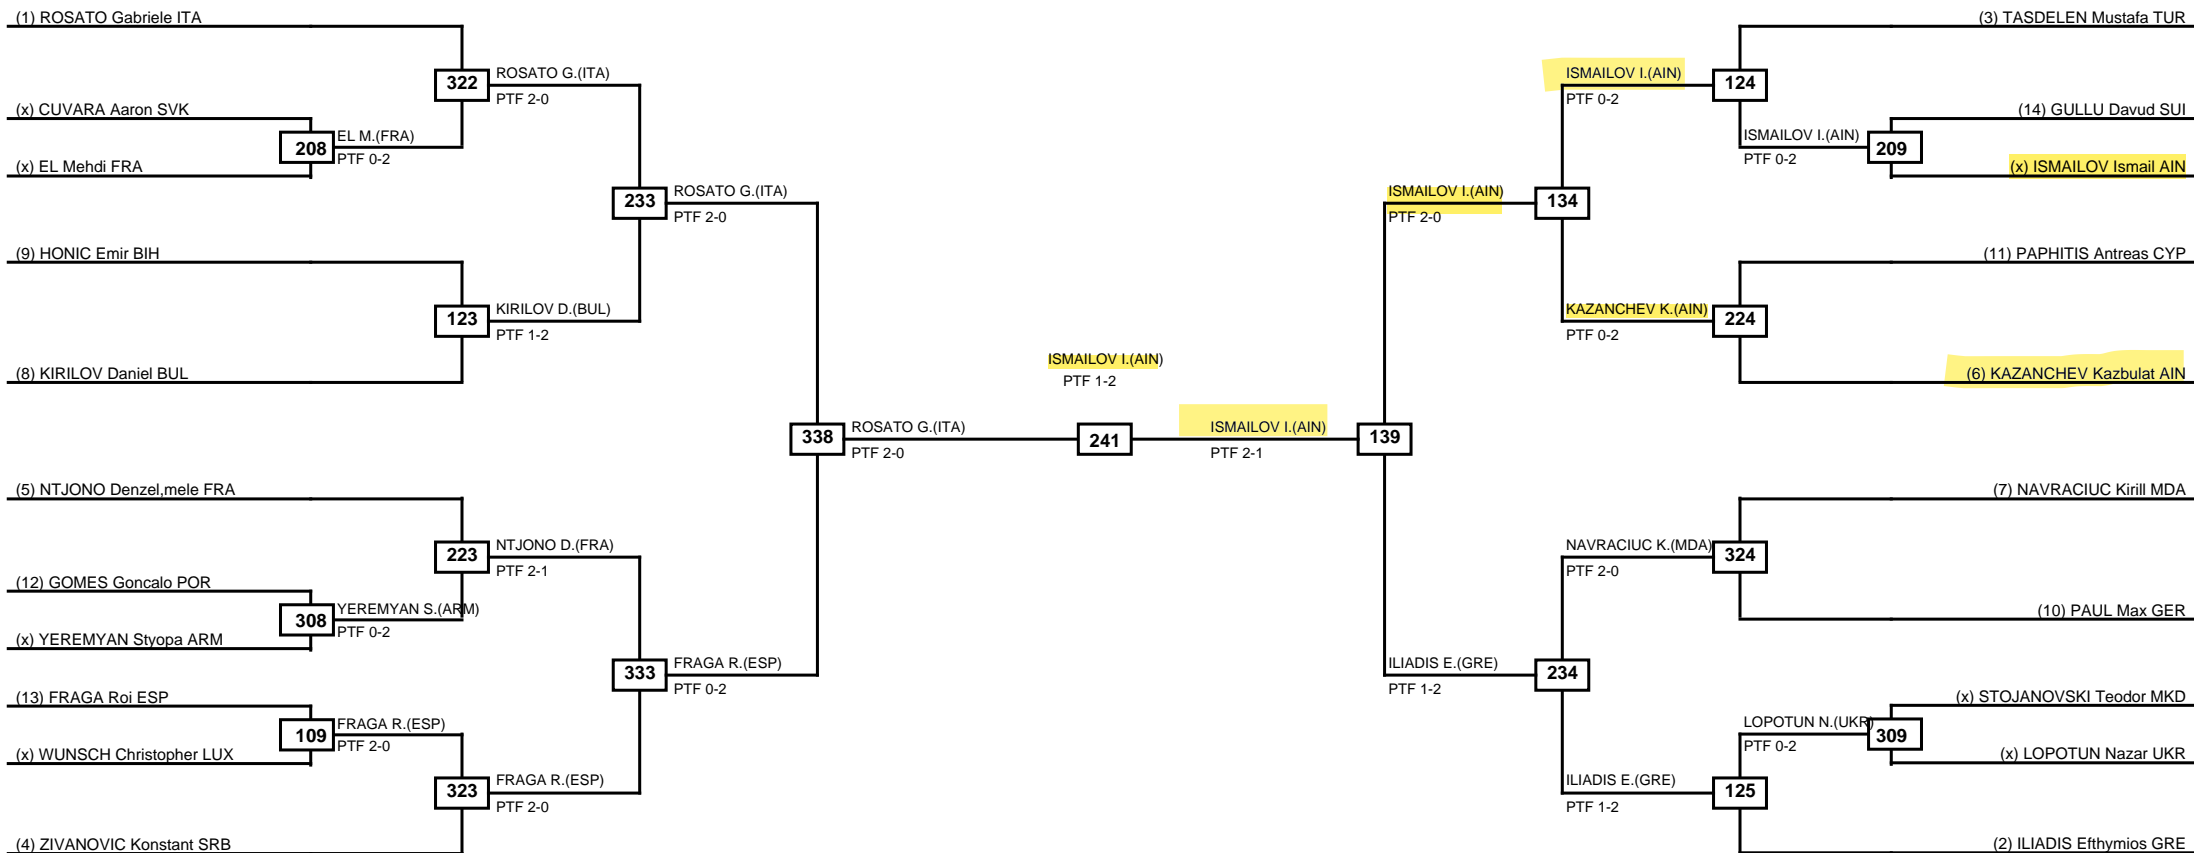 (1) ROSATO Gabriele ITA
(3) TASDELEN Mustafa TUR
322
ROSATO G.(ITA)
PTF 2-0
ISMAILOV I.(AIN)
PTF 0-2
124
(x) CUVARA Aaron SVK
(14) GULLU Davud SUI
208
EL M.(FRA)
PTF 0-2
ISMAILOV I.(AIN)
PTF 0-2
209
(x) EL Mehdi FRA
(x) ISMAILOV Ismail AIN
233
ROSATO G.(ITA)
PTF 2-0
ISMAILOV I.(AIN)
PTF 2-0
134
(9) HONIC Emir BIH
(11) PAPHITIS Antreas CYP
123
KIRILOV D.(BUL)
PTF 1-2
KAZANCHEV K.(AIN)
PTF 0-2
224
(8) KIRILOV Daniel BUL
ISMAILOV I.(AIN)
PTF 1-2
(6) KAZANCHEV Kazbulat AIN
338
ROSATO G.(ITA)
PTF 2-0
241
ISMAILOV I.(AIN)
PTF 2-1
139
(5) NTJONO Denzel,mele FRA
(7) NAVRACIUC Kirill MDA
223
NTJONO D.(FRA)
PTF 2-1
NAVRACIUC K.(MDA)
PTF 2-0
324
(12) GOMES Goncalo POR
(10) PAUL Max GER
308
YEREMYAN S.(ARM)
PTF 0-2
(x) YEREMYAN Styopa ARM
333
FRAGA R.(ESP)
PTF 0-2
ILIADIS E.(GRE)
PTF 1-2
234
(13) FRAGA Roi ESP
(x) STOJANOVSKI Teodor MKD
109
FRAGA R.(ESP)
PTF 2-0
LOPOTUN N.(UKR)
PTF 0-2
309
(x) WUNSCH Christopher LUX
(x) LOPOTUN Nazar UKR
323
FRAGA R.(ESP)
PTF 2-0
ILIADIS E.(GRE)
PTF 1-2
125
(4) ZIVANOVIC Konstant SRB
(2) ILIADIS Efthymios GRE